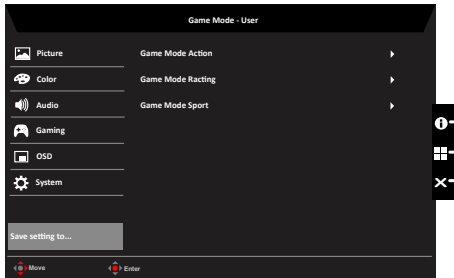 Game Mode - User
Picture
Game Mode Action
Color
Game Mode Racting
Audio
Game Mode Sport
Gaming
OSD
System
Save setting to...
Move
Enter